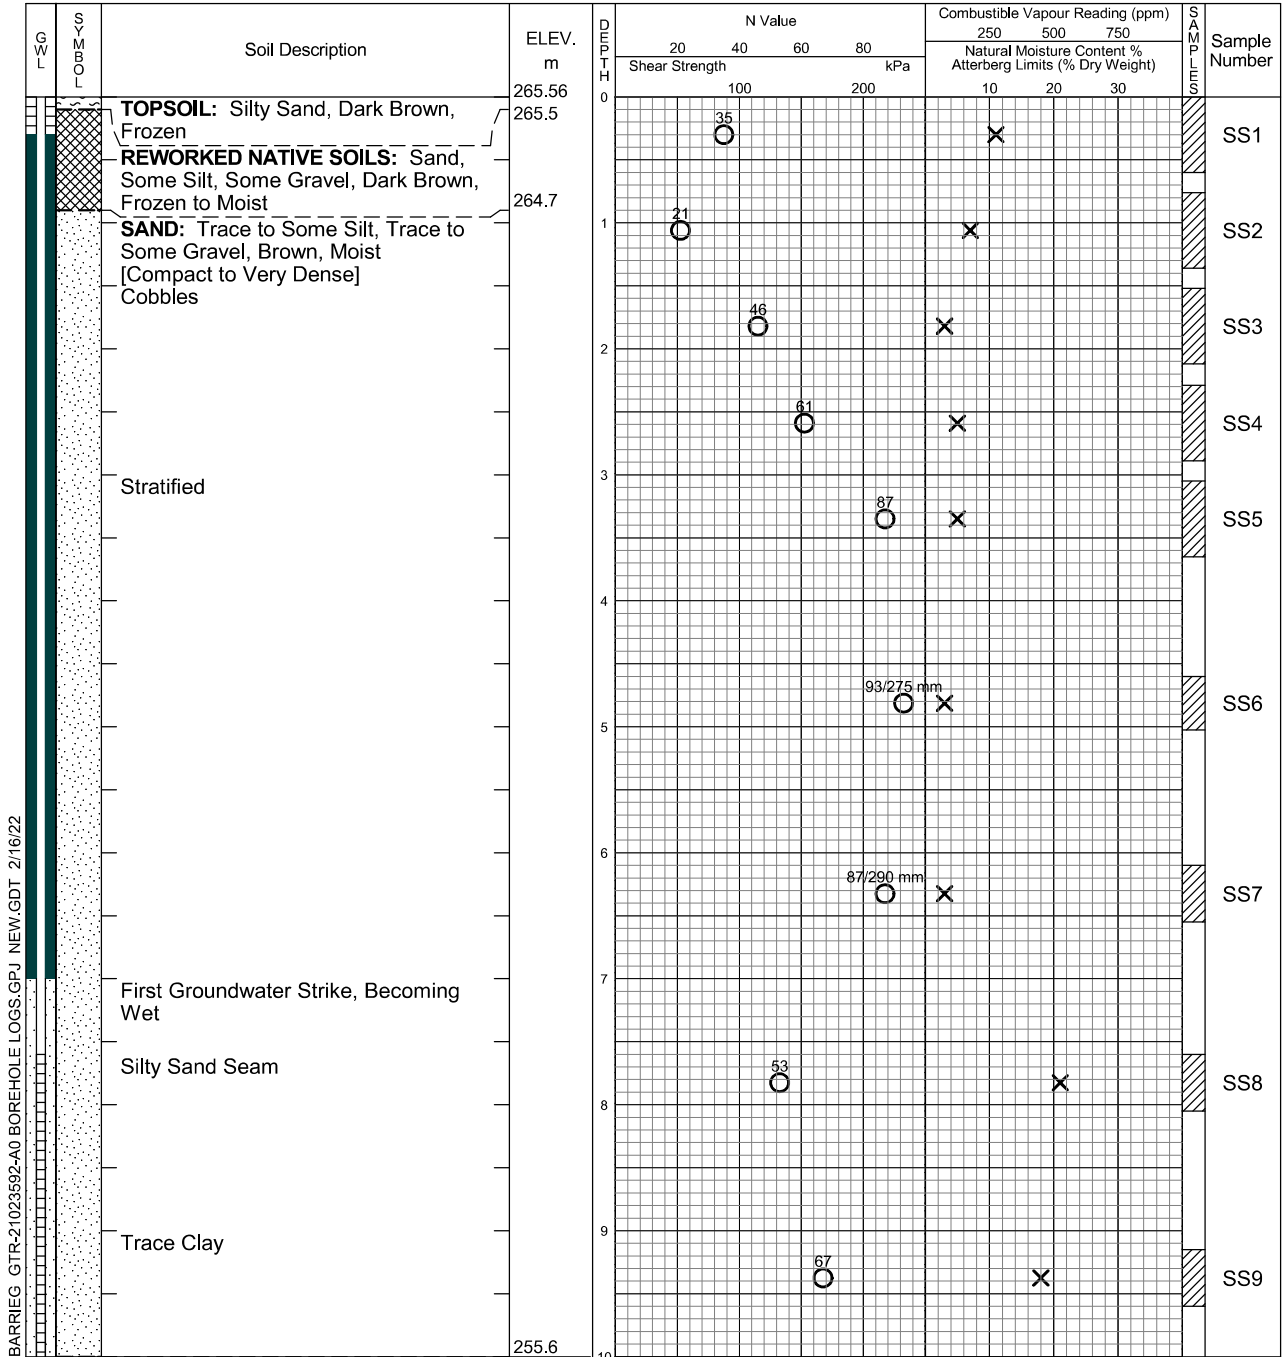 GWL
SYMBOL
Soil Description
ELEV.
m
DEPTH
N Value
20 40 60 80
Shear Strength kPa
100 200
Combustible Vapour Reading (ppm)
250 500 750
Natural Moisture Content %
Atterberg Limits (% Dry Weight)
10 20 30
SAMPLES
Sample
Number
265.56
0
TOPSOIL: Silty Sand, Dark Brown,
Frozen
265.5
35
SS1
REWORKED NATIVE SOILS: Sand,
Some Silt, Some Gravel, Dark Brown,
Frozen to Moist
264.7
SAND: Trace to Some Silt, Trace to
Some Gravel, Brown, Moist
[Compact to Very Dense]
Cobbles
21
1
SS2
46
SS3
2
61
SS4
3
Stratified
87
SS5
4
93/275 mm
SS6
5
6
87/290 mm
SS7
7
First Groundwater Strike, Becoming
Wet
Silty Sand Seam
53
SS8
8
9
Trace Clay
67
SS9
255.6
10
BARRIEG GTR-21023592-A0 BOREHOLE LOGS.GPJ NEW.GDT 2/16/22